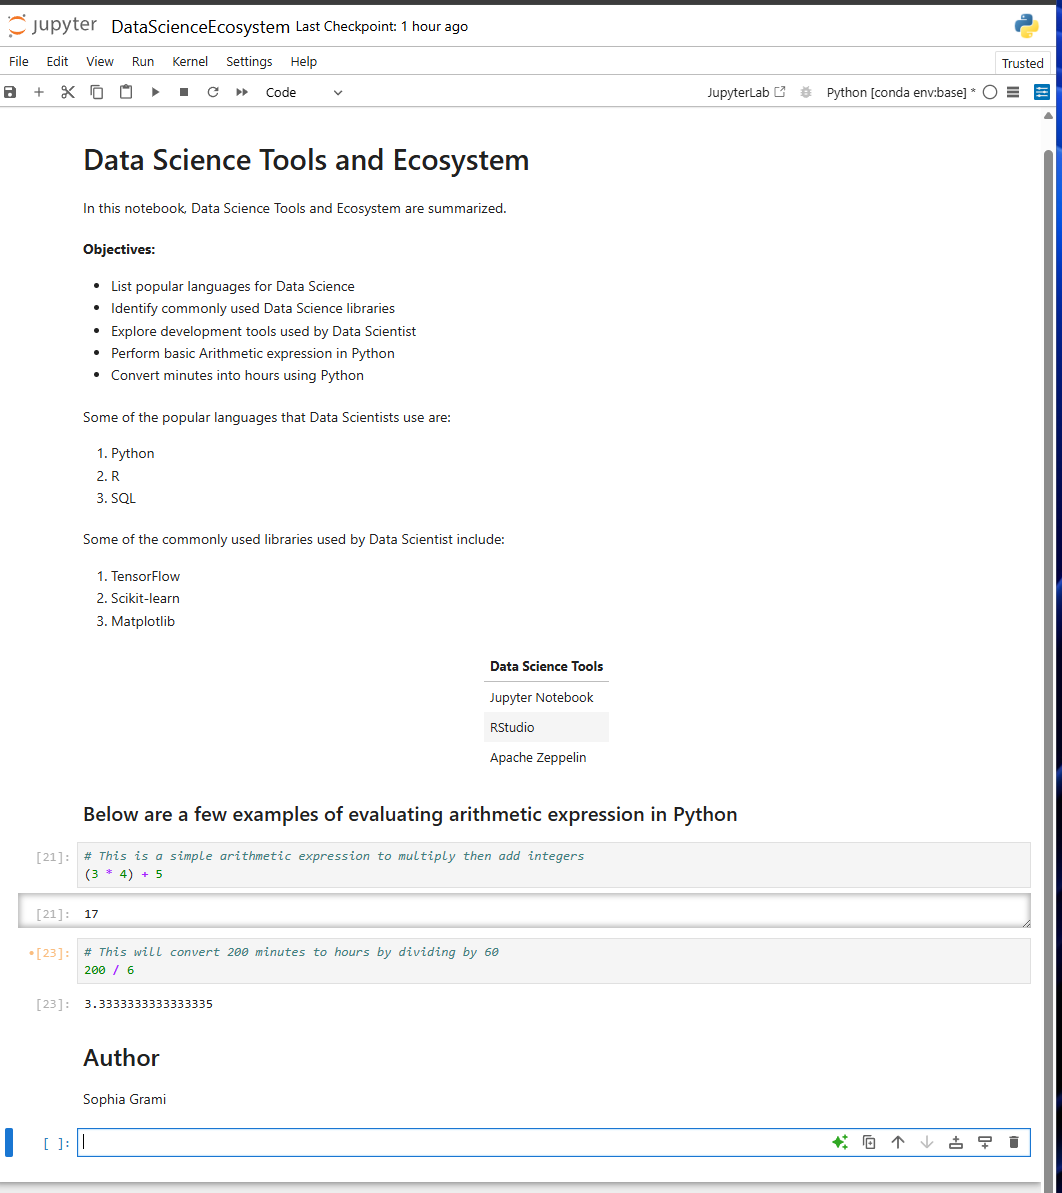 jupyter DataScienceEcosystem Last Checkpoint: 1 hour ago
File Edit View Run Kernel Settings Help Trusted
Code JupyterLab Python [conda env:base] *
Data Science Tools and Ecosystem
In this notebook, Data Science Tools and Ecosystem are summarized.
Objectives:
• List popular languages for Data Science
• Identify commonly used Data Science libraries
• Explore development tools used by Data Scientist
• Perform basic Arithmetic expression in Python
• Convert minutes into hours using Python
Some of the popular languages that Data Scientists use are:
1. Python
2. R
3. SQL
Some of the commonly used libraries used by Data Scientist include:
1. TensorFlow
2. Scikit-learn
3. Matplotlib
Data Science Tools
Jupyter Notebook
RStudio
Apache Zeppelin
Below are a few examples of evaluating arithmetic expression in Python
[21]: # This is a simple arithmetic expression to multiply then add integers
(3 * 4) + 5
[21]: 17
•[23]: # This will convert 200 minutes to hours by dividing by 60
200 / 6
[23]: 3.3333333333333335
Author
Sophia Grami
[ ]: